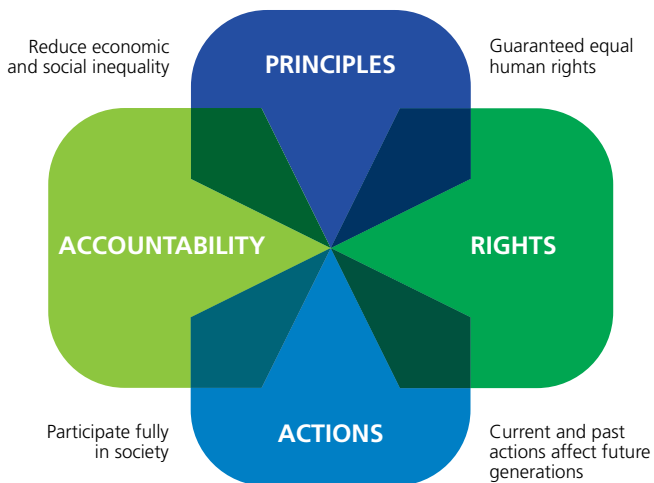 Reduce economic
and social inequality
PRINCIPLES
Guaranteed equal
human rights
ACCOUNTABILITY
RIGHTS
Participate fully
in society
ACTIONS
Current and past
actions affect future
generations